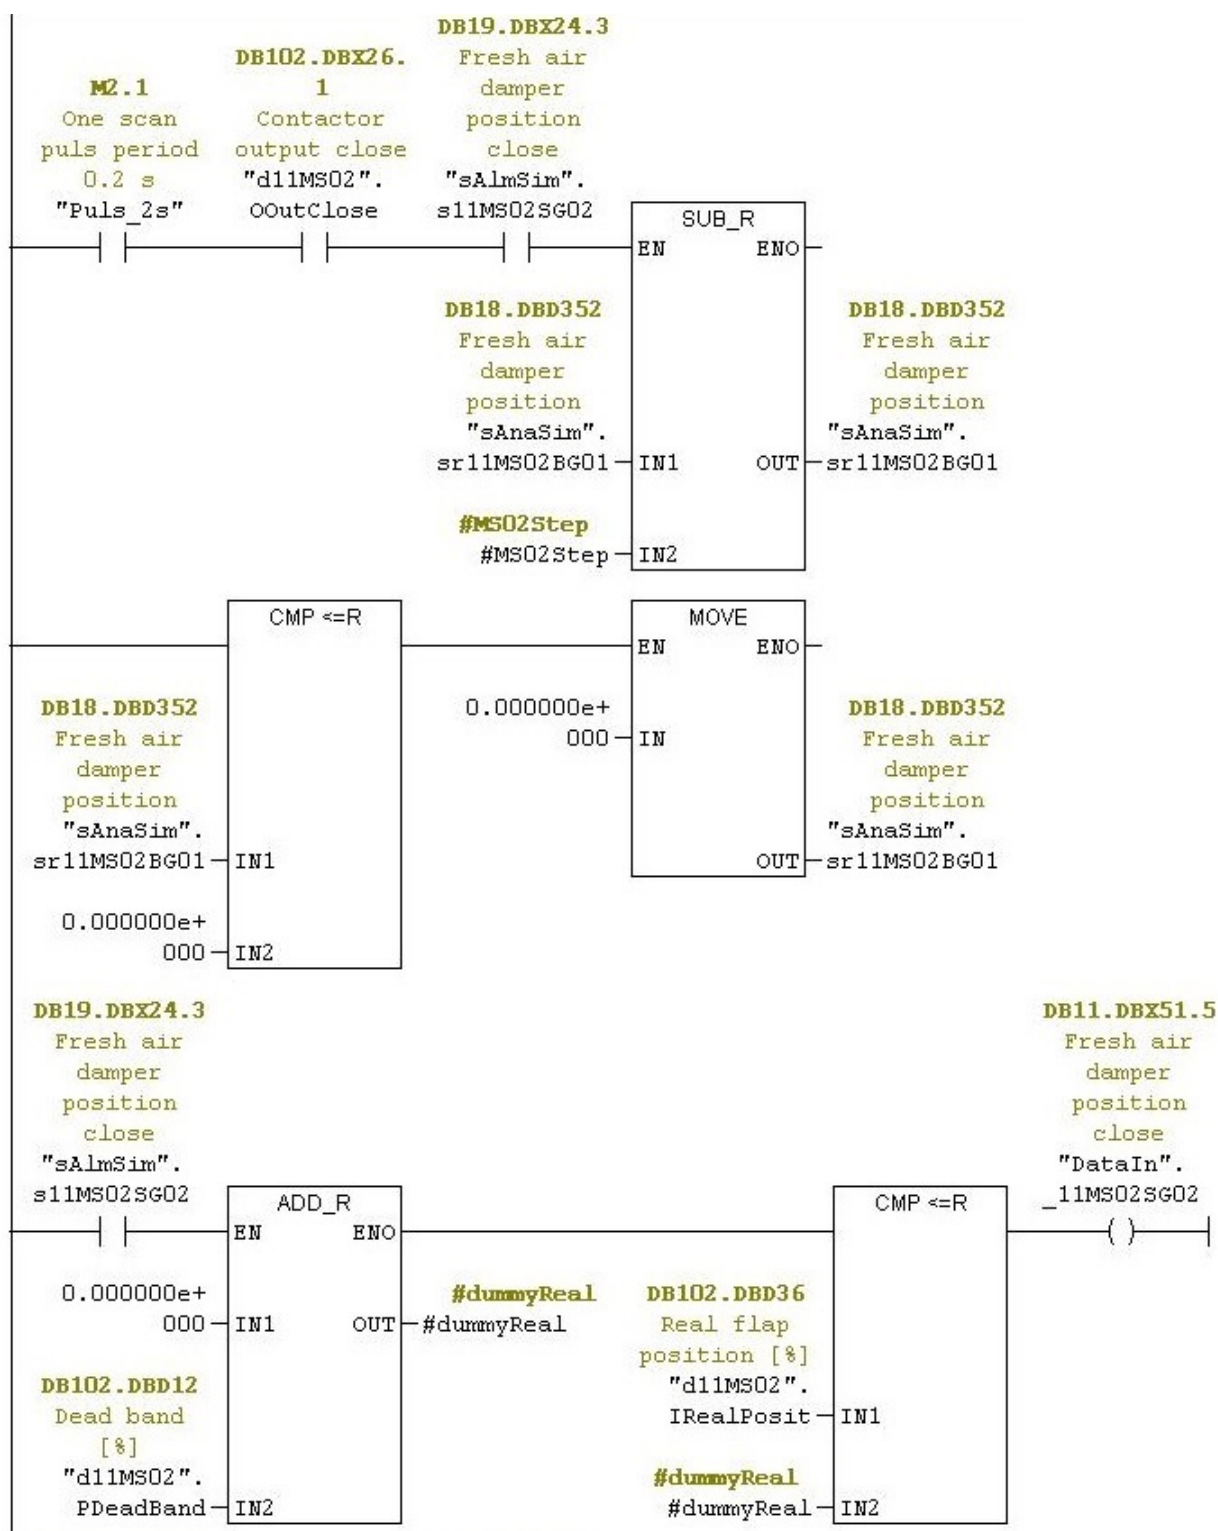 DB19.DBX24.3
DB102.DBX26.
Fresh air
M2.1
1
damper
One scan
Contactor
position
puls period
output close
close
0.2 s
"d11MS02".
"sAlmSim".
"Puls_2s"
OOutClose
s11MS02SG02
SUB_R
EN
ENO
DB18.DBD352
DB18.DBD352
Fresh air
Fresh air
damper
damper
position
position
"sAnaSim".
"sAnaSim".
sr11MS02BG01
IN1
OUT
sr11MS02BG01
#MS02Step
#MS02Step
IN2
CMP <=R
MOVE
EN
ENO
DB18.DBD352
0.000000e+
DB18.DBD352
Fresh air
000
IN
Fresh air
damper
damper
position
position
"sAnaSim".
"sAnaSim".
sr11MS02BG01
IN1
OUT
sr11MS02BG01
0.000000e+
000
IN2
DB19.DBX24.3
DB11.DBX51.5
Fresh air
Fresh air
damper
damper
position
position
close
close
"sAlmSim".
"DataIn".
s11MS02SG02
_11MS02SG02
ADD_R
CMP <=R
EN
ENO
0.000000e+
#dummyReal
DB102.DBD36
000
IN1
OUT
#dummyReal
Real flap
position [%]
DB102.DBD12
"d11MS02".
Dead band
IRealPosit
IN1
[%]
"d11MS02".
#dummyReal
PDeadBand
IN2
#dummyReal
IN2